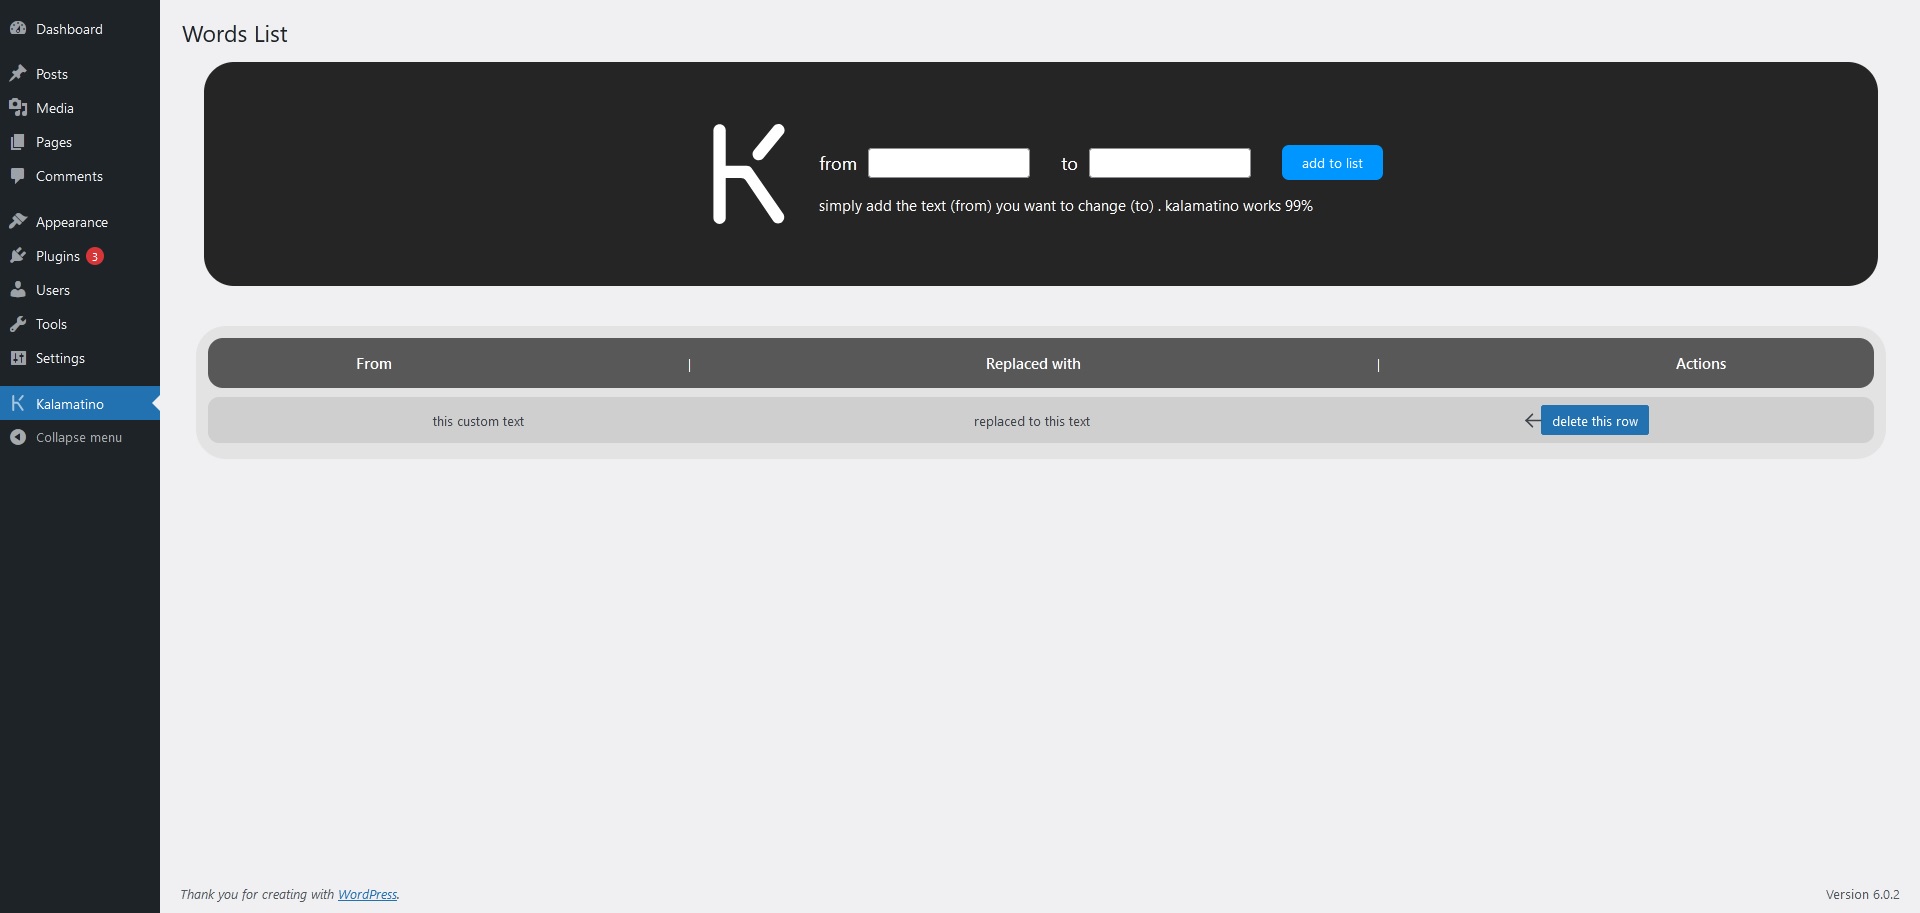 Dashboard
Posts
Media
Pages
Comments
Appearance
Plugins 3
Users
Tools
Settings
Kalamatino
Collapse menu
Words List
from to add to list
simply add the text (from) you want to change (to) . kalamatino works 99%
From | Replaced with | Actions
this custom text replaced to this text delete this row
Thank you for creating with WordPress.
Version 6.0.2